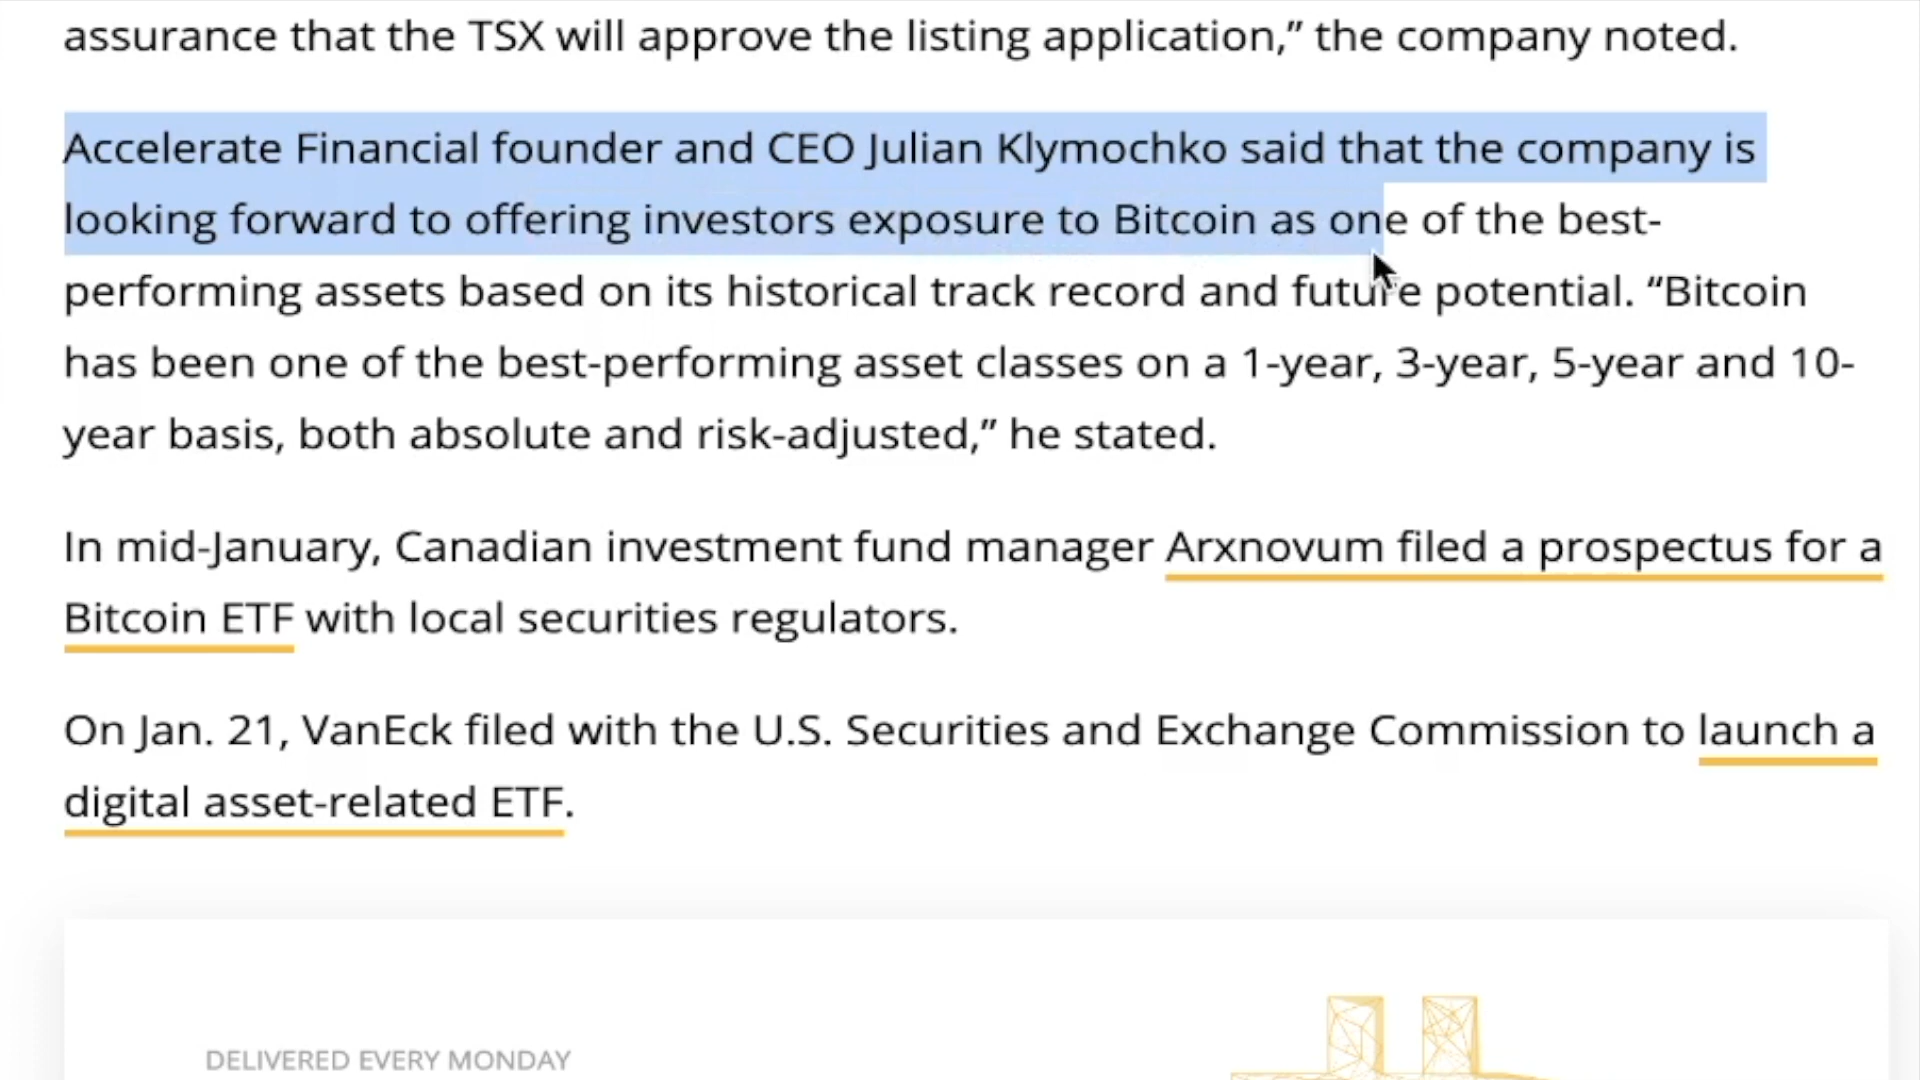 assurance that the TSX will approve the listing application,” the company noted.
Accelerate Financial founder and CEO Julian Klymochko said that the company is
looking forward to offering investors exposure to Bitcoin as one of the best-
performing assets based on its historical track record and future potential. “Bitcoin
has been one of the best-performing asset classes on a 1-year, 3-year, 5-year and 10-
year basis, both absolute and risk-adjusted,” he stated.
In mid-January, Canadian investment fund manager Arxnovum filed a prospectus for a
Bitcoin ETF with local securities regulators.
On Jan. 21, VanEck filed with the U.S. Securities and Exchange Commission to launch a
digital asset-related ETF.
DELIVERED EVERY MONDAY